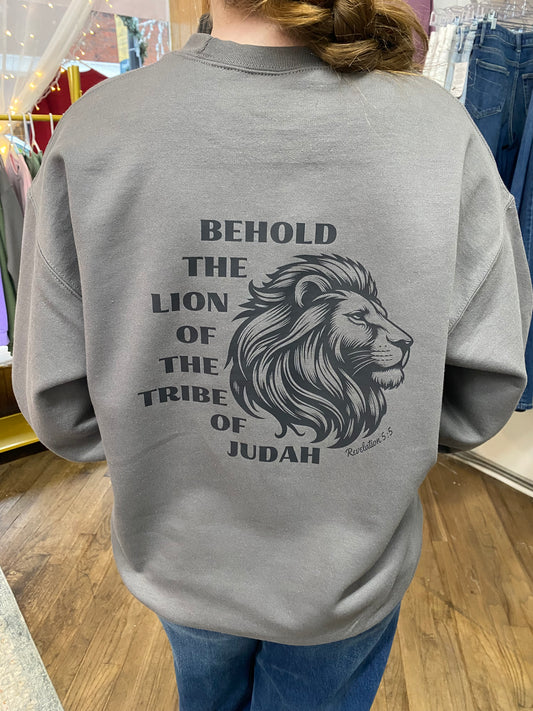 BEHOLD
THE
LION
OF
THE
TRIBE
OF
JUDAH
Revelation 5:5